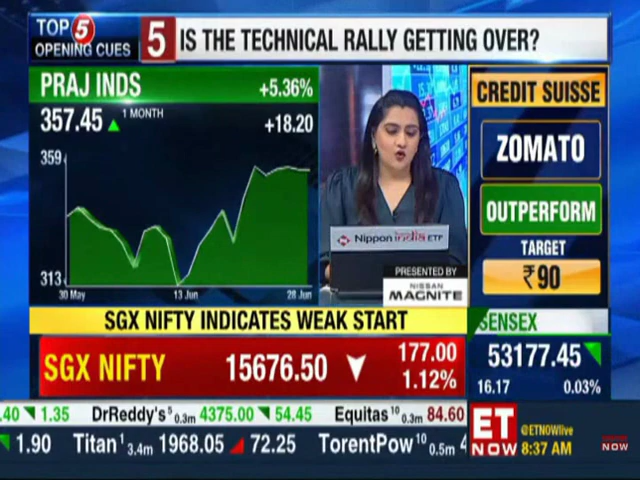 TOP 5
OPENING CUES
5 IS THE TECHNICAL RALLY GETTING OVER?
PRAJ INDS +5.36%
357.45 1 MONTH +18.20
359
313
30 May 13 Jun 28 Jun
Nippon india ETF
PRESENTED BY
NISSAN
MAGNITE
CREDIT SUISSE
ZOMATO
OUTPERFORM
TARGET
₹90
SGX NIFTY INDICATES WEAK START
SGX NIFTY 15676.50 177.00
1.12%
SENSEX
53177.45
16.17 0.03%
.40 1.35 DrReddy's 5 0.3m 4375.00 54.45 Equitas 10 0.3m 84.60
1.90 Titan 1 3.4m 1968.05 72.25 TorentPow 10 0.5m
ET
NOW
@ETNOWlive
8:37 AM
NOW